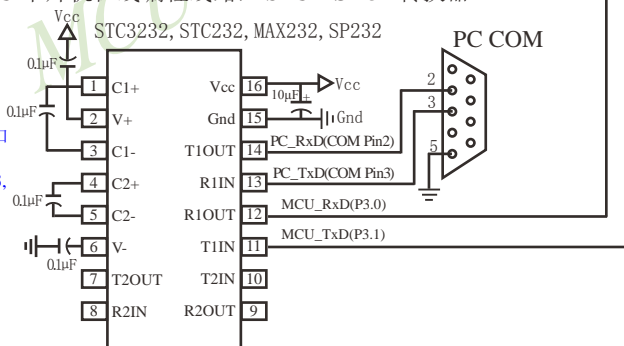 Vcc
STC3232,STC232,MAX232,SP232
PC COM
0.1μF
1 C1+ Vcc 16 Vcc
10μF +
0.1μF
2 V+ Gnd 15 Gnd
3 C1- T1OUT 14 PC_RxD(COM Pin2)
4 C2+ R1IN 13 PC_TxD(COM Pin3)
0.1μF
5 C2- R1OUT 12 MCU_RxD(P3.0)
6 V- T1IN 11 MCU_TxD(P3.1)
0.1μF
7 T2OUT T2IN 10
8 R2IN R2OUT 9
2
3
5
MCU